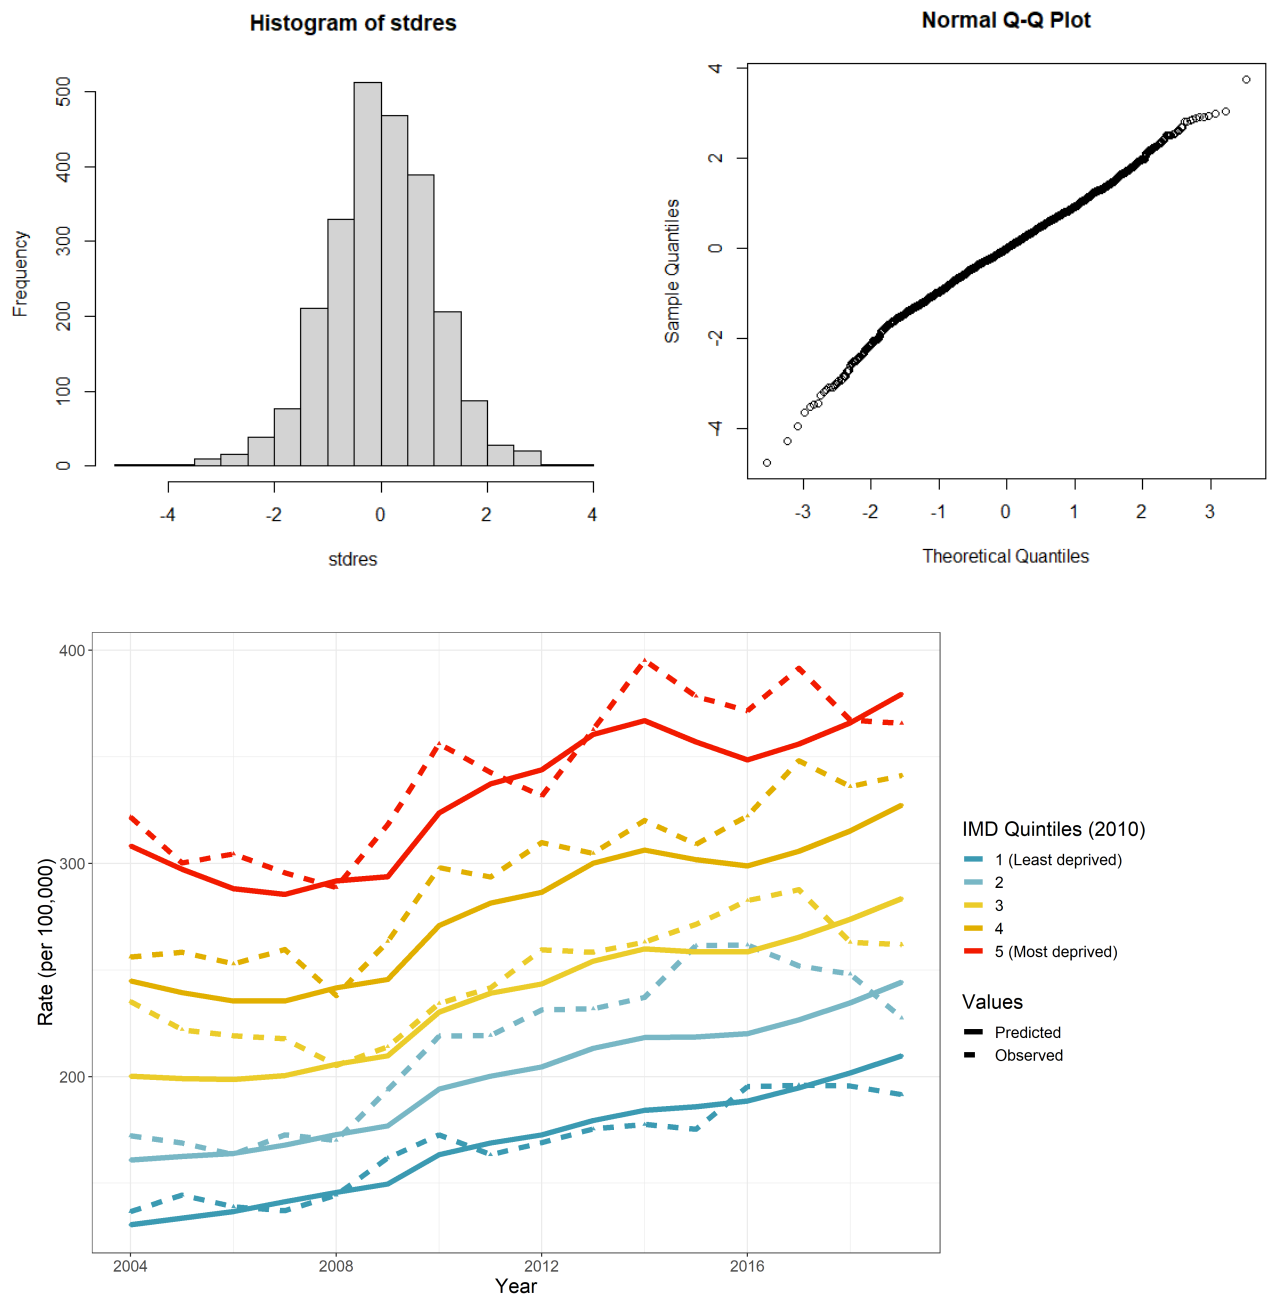 Histogram of stdres
Frequency
0
100
200
300
400
500
-4
-2
0
2
4
stdres
Normal Q-Q Plot
Sample Quantiles
-4
-2
0
2
4
-3
-2
-1
0
1
2
3
Theoretical Quantiles
Rate (per 100,000)
400
300
200
2004
2008
2012
2016
Year
IMD Quintiles (2010)
1 (Least deprived)
2
3
4
5 (Most deprived)
Values
Predicted
Observed